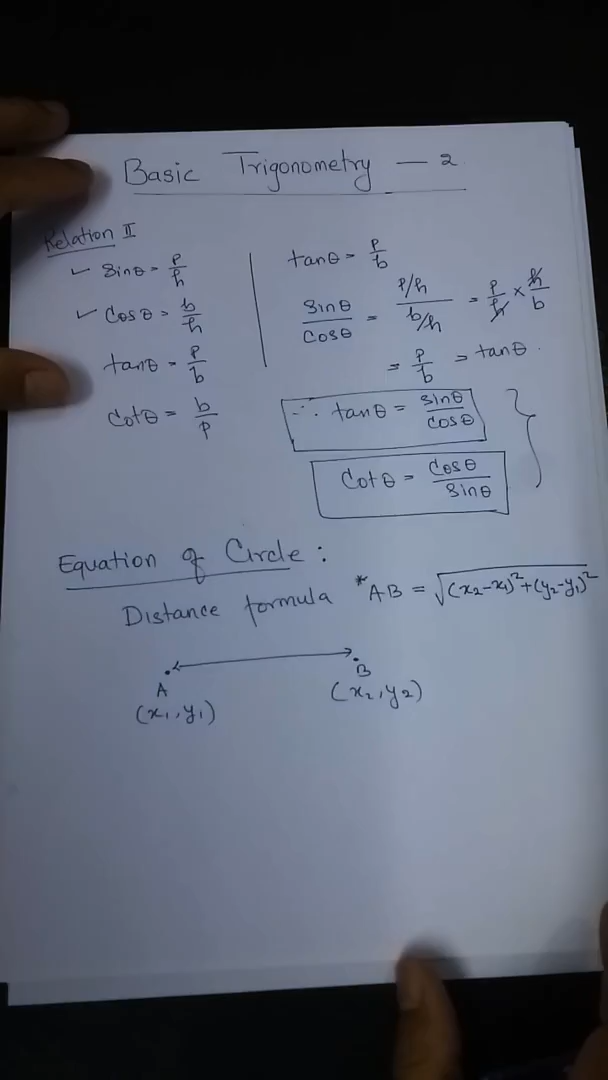 Basic Trigonometry — 2
Relation II
✓ Sinθ = p/h
✓ Cosθ = b/h
tanθ = p/b
Cotθ = b/p
tanθ = p/b
Sinθ/Cosθ = (p/h)/(b/h) = p/h × h/b
= p/b = tanθ.
∴ tanθ = Sinθ/Cosθ
Cotθ = Cosθ/Sinθ
Equation of Circle :
Distance formula *AB = √(x₂-x₁)²+(y₂-y₁)²
A B
(x₁,y₁) (x₂,y₂)